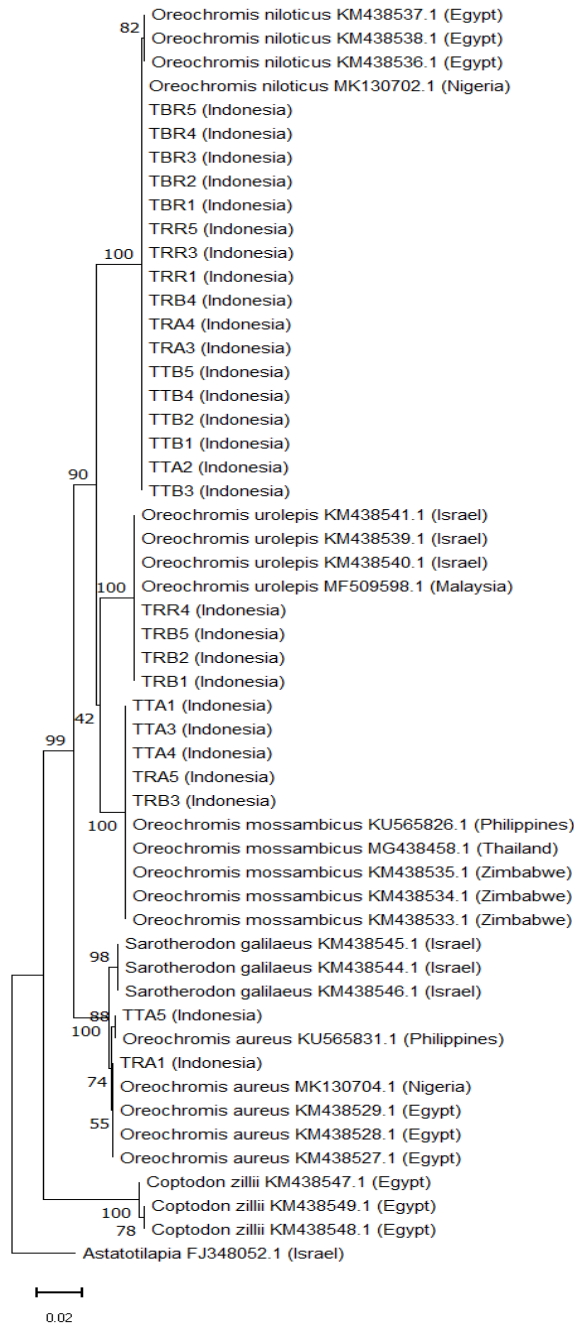 Oreochromis niloticus KM438537.1 (Egypt)
82
Oreochromis niloticus KM438538.1 (Egypt)
Oreochromis niloticus KM438536.1 (Egypt)
Oreochromis niloticus MK130702.1 (Nigeria)
TBR5 (Indonesia)
TBR4 (Indonesia)
TBR3 (Indonesia)
TBR2 (Indonesia)
TBR1 (Indonesia)
TRR5 (Indonesia)
100
TRR3 (Indonesia)
TRR1 (Indonesia)
TRB4 (Indonesia)
TRA4 (Indonesia)
TRA3 (Indonesia)
TTB5 (Indonesia)
TTB4 (Indonesia)
TTB2 (Indonesia)
TTB1 (Indonesia)
90
TTA2 (Indonesia)
TTB3 (Indonesia)
Oreochromis urolepis KM438541.1 (Israel)
Oreochromis urolepis KM438539.1 (Israel)
Oreochromis urolepis KM438540.1 (Israel)
100
Oreochromis urolepis MF509598.1 (Malaysia)
TRR4 (Indonesia)
TRB5 (Indonesia)
TRB2 (Indonesia)
TRB1 (Indonesia)
TTA1 (Indonesia)
42
TTA3 (Indonesia)
99
TTA4 (Indonesia)
TRA5 (Indonesia)
TRB3 (Indonesia)
100
Oreochromis mossambicus KU565826.1 (Philippines)
Oreochromis mossambicus MG438458.1 (Thailand)
Oreochromis mossambicus KM438535.1 (Zimbabwe)
Oreochromis mossambicus KM438534.1 (Zimbabwe)
Oreochromis mossambicus KM438533.1 (Zimbabwe)
Sarotherodon galilaeus KM438545.1 (Israel)
98
Sarotherodon galilaeus KM438544.1 (Israel)
Sarotherodon galilaeus KM438546.1 (Israel)
88
TTA5 (Indonesia)
100
Oreochromis aureus KU565831.1 (Philippines)
TRA1 (Indonesia)
74
Oreochromis aureus MK130704.1 (Nigeria)
Oreochromis aureus KM438529.1 (Egypt)
55
Oreochromis aureus KM438528.1 (Egypt)
Oreochromis aureus KM438527.1 (Egypt)
Coptodon zillii KM438547.1 (Egypt)
100
Coptodon zillii KM438549.1 (Egypt)
78
Coptodon zillii KM438548.1 (Egypt)
Astatotilapia FJ348052.1 (Israel)
0.02